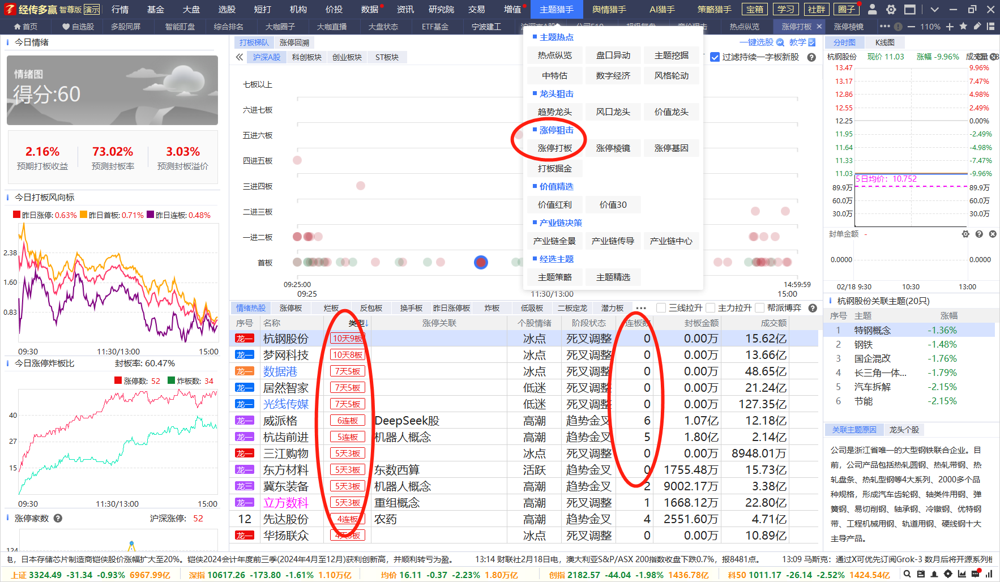 经传多赢 智尊版 演示 行情 基金 大盘 选股 短打 机构 价投 数据 资讯 研究院 交易 增值 主题猎手 舆情猎手 AI猎手 策略猎手 宝箱 学习 社群 圈子
首页 自选股 多股同屏 智能盯盘 综合排名 大咖圈子 大咖直播 大盘状态 ETF基金 宁波建工 热点纵览 涨停打板 涨停棱镜 110%
今日情绪
情绪图
得分:60
2.16% 73.02% 3.03%
预期打板收益 预测封板率 预测封板溢价
今日打板风向标
昨日涨停:0.63% 昨日首板:0.71% 昨日连板:0.48%
2.38
1.60
0.83
09:30 11:30/13:00 15:00
今日涨停炸板比 封板率: 60.47%
涨停数: 52 炸板数: 34
40
27
15
09:30 11:30/13:00 15:00
涨停家数 沪深涨停: 52
124
打板梯队 涨停回溯 一键选股 教学
沪深A股 科创板块 创业板块 ST板块 过滤持续一字板新股
七板以上
六进七板
五进六板
四进五板
三进四板
二进三板
一进二板
首板
09:25:00 14:59:59
09:25 11:30/13:00 15:00
主题热点
热点纵览 盘口异动 主题挖掘
中特估 数字经济 风格轮动
龙头狙击
趋势龙头 风口龙头 价值龙头
涨停狙击
涨停打板 涨停棱镜 涨停基因
打板掘金
价值精选
价值红利 价值30
产业链决策
产业链全景 产业链传导 产业链中心
经选主题
主题策略 主题精选
情绪热股 涨停板 烂板 反包板 换手板 昨日涨停板 炸板 低吸板 二板定龙 潜力板 三线拉升 主力拉升 帮派博弈
序号 名称 类型↓ 涨停关联 个股情绪 阶段状态 连板数 封板金额 成交额
龙一 杭钢股份 10天9板 冰点 死叉调整 0 0.00万 15.62亿
龙一 梦网科技 10天8板 冰点 死叉调整 0 0.00万 13.66亿
龙一 数据港 7天5板 冰点 死叉调整 0 0.00万 48.65亿
龙一 居然智家 7天5板 低迷 死叉调整 0 0.00万 21.24亿
龙一 光线传媒 7天5板 低迷 死叉调整 0 0.00万 127.35亿
龙一 威派格 6连板 DeepSeek股 高潮 趋势金叉 6 1.07亿 12.18亿
龙一 杭齿前进 5连板 机器人概念 高潮 趋势金叉 5 1.80亿 2.14亿
龙一 三江购物 5天3板 冰点 死叉调整 0 0.00万 8948.01万
龙一 东方材料 5天3板 东数西算 活跃 趋势金叉 0 1755.48万 15.73亿
龙三 冀东装备 5天3板 机器人概念 高潮 趋势金叉 2 9002.17万 3.38亿
龙一 立方数科 5天3板 重组概念 高潮 死叉调整 1 1668.12万 22.80亿
12 先达股份 4连板 农药 高潮 趋势金叉 4 2551.60万 4.71亿
龙一 华扬联众 4天3板 冰点 死叉调整 0 0.00万 10.89亿
分时图 K线图
杭钢股份 现价 11.03 涨幅 -9.96% 成交量
13.47 9.96%
13.17 7.47%
12.86 4.98%
12.55 2.49%
12.25 0.00%
11.95 -2.49%
11.64 -4.98%
11.33 -7.47%
11.03 -9.96%
5日均价：10.752
89.9万 89.9万
60.0万 60.0万
30.0万 30.0万
封单金额 -
0.0000 0.0000
02/18 9:30 10:30 13:00
杭钢股份关联主题(20只)
序号 主题 涨幅
1 特钢概念 -1.36%
2 钢铁 -1.48%
3 国企混改 -1.76%
4 长三角一体... -1.79%
5 汽车拆解 -2.15%
6 节能 -2.15%
关联主题原因 龙头个股
公司是浙江省唯一的大型钢铁联合企业。目
前，公司产品包括热轧圆钢、热轧带钢、热
轧盘条、热轧型钢等4大系列、2000多个品
种规格，形成汽车齿轮钢、轴类件用钢、弹
簧钢、易切削钢、轴承钢、冷镦钢、优特钢
带、工程机械用钢、轨道用钢、硬线钢十大
主导产品。
电，日本存储芯片制造商铠侠股价涨幅扩大至20%。铠侠2024会计年度前三季(2024年4月至12月)获利创新高，并顺利转亏为盈。 13:14 财联社2月18日电，澳大利亚S&P/ASX 200指数收盘下跌0.7%，报8481点。 13:09 马斯克：通过X可优先订阅Grok-3 数月后将开源系列模
上证 3324.49 -31.34 -0.93% 6967.99亿 深指 10617.26 -173.80 -1.61% 1.10万亿 均价 16.11 -0.37 -2.23% 1.80万亿 创指 2182.57 -44.04 -1.98% 1436.78亿 科50 1011.17 -26.14 -2.52% 1424.54亿